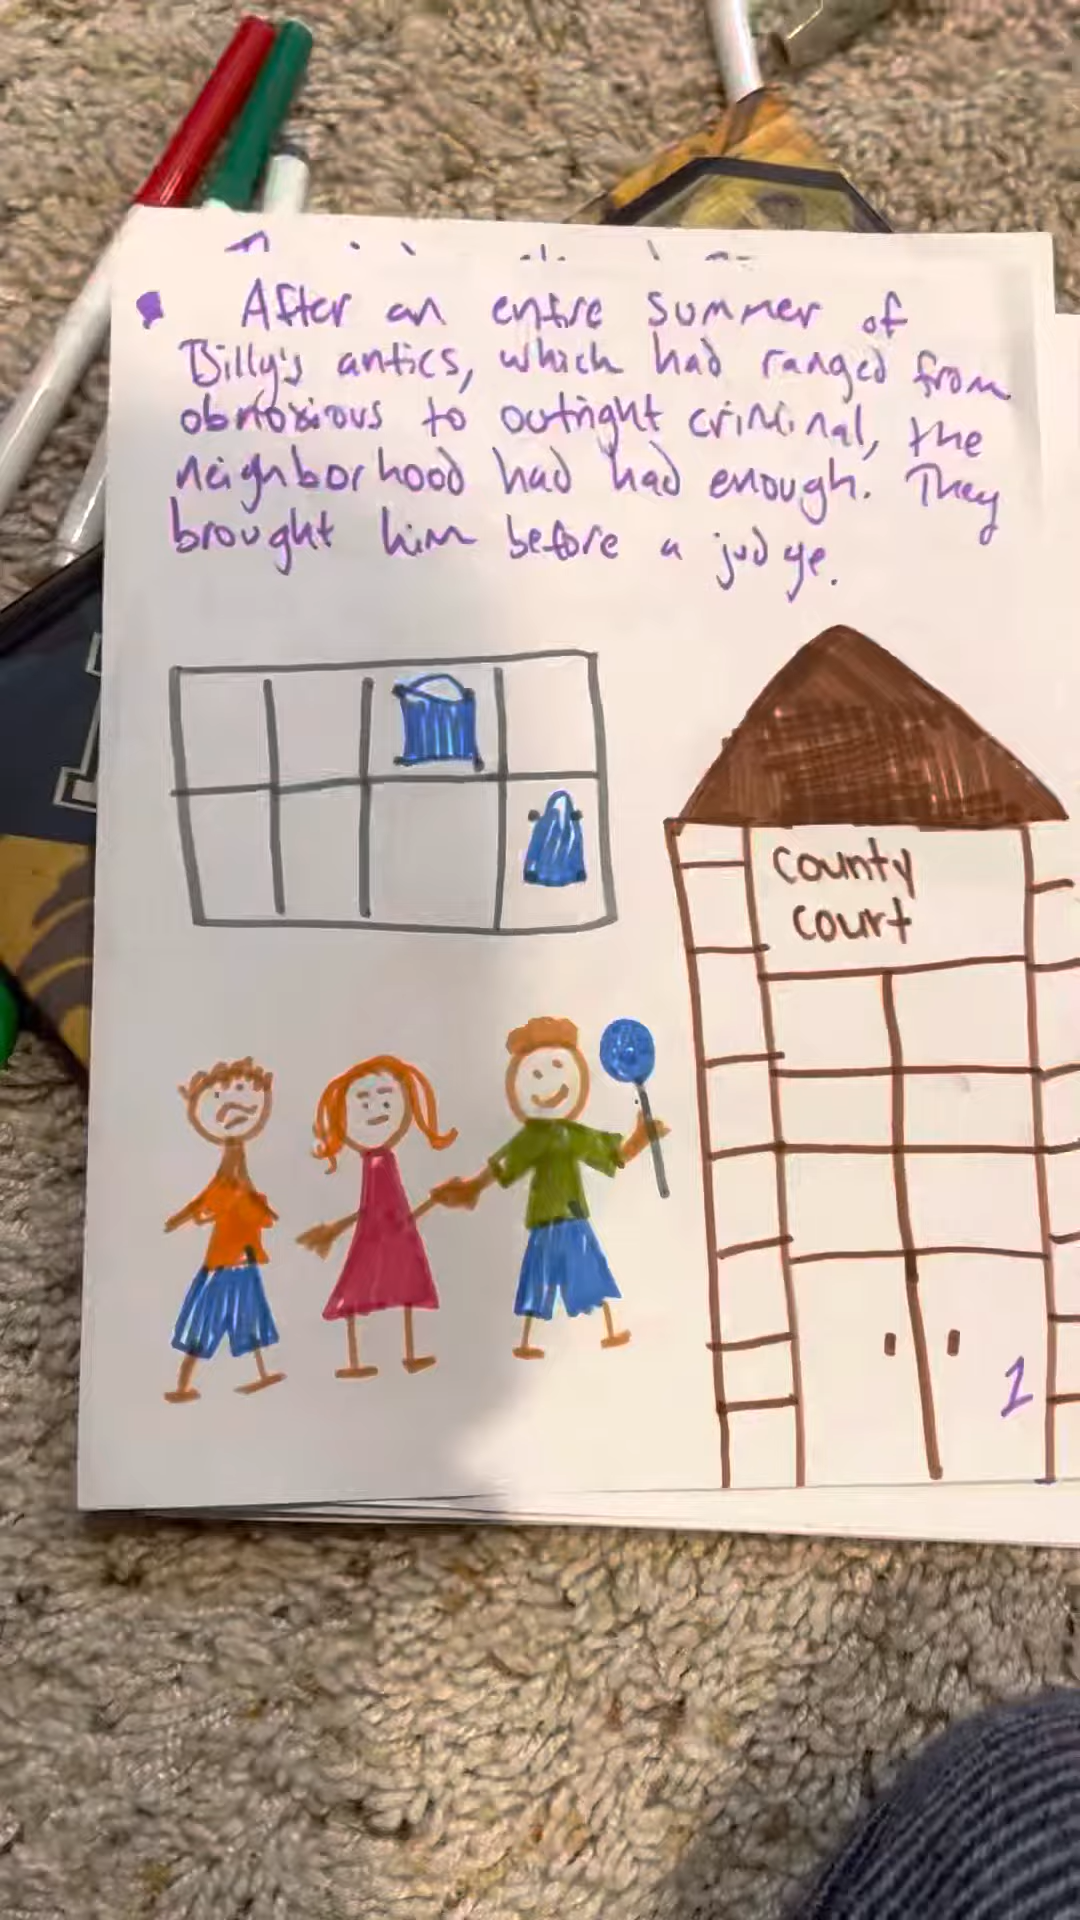 After an entire summer of
Billy's antics, which had ranged from
obnoxious to outright criminal, the
neighborhood had had enough. They
brought him before a judge.
County
Court
1